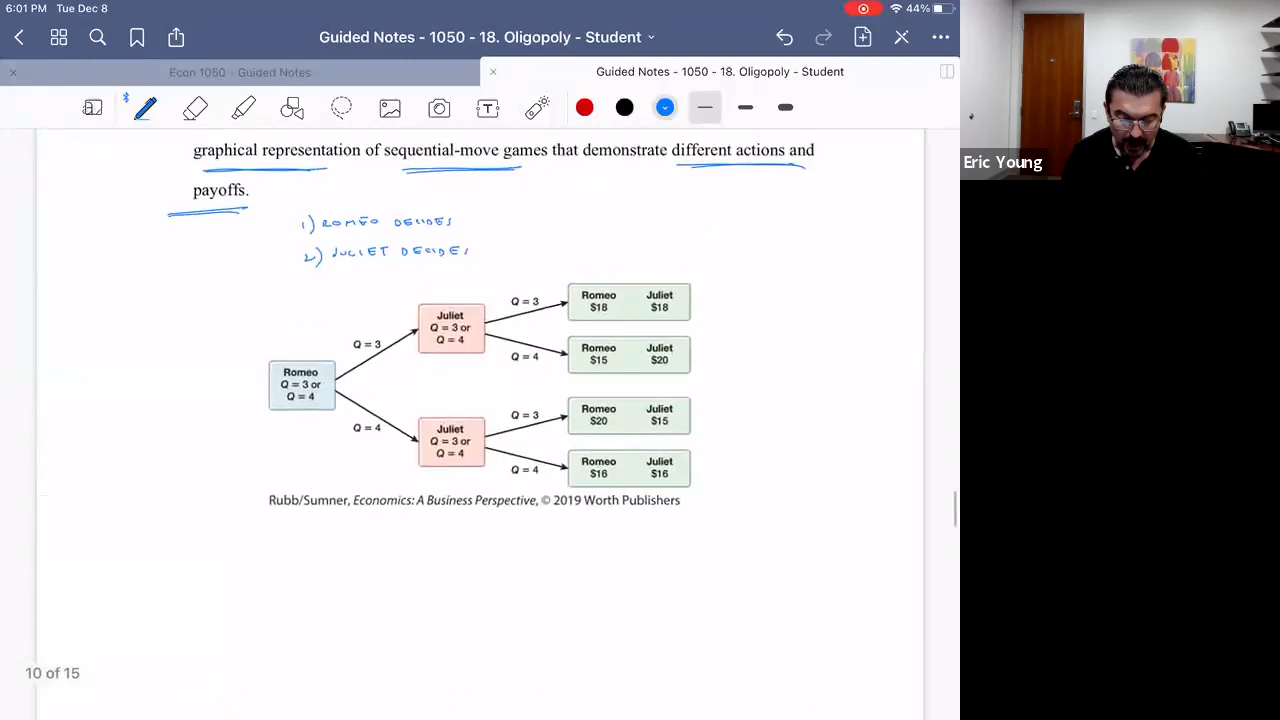 6:01 PM Tue Dec 8
44%
Guided Notes - 1050 - 18. Oligopoly - Student
Econ 1050 - Guided Notes
Guided Notes - 1050 - 18. Oligopoly - Student
graphical representation of sequential-move games that demonstrate different actions and
payoffs.
1) ROMEO DECIDES
2) JULIET DECIDES
Romeo
Q = 3 or
Q = 4
Q = 3
Q = 4
Juliet
Q = 3 or
Q = 4
Q = 3
Romeo Juliet
$18 $18
Q = 4
Romeo Juliet
$15 $20
Juliet
Q = 3 or
Q = 4
Q = 3
Romeo Juliet
$20 $15
Q = 4
Romeo Juliet
$16 $16
Rubb/Sumner, Economics: A Business Perspective, © 2019 Worth Publishers
10 of 15
Eric Young